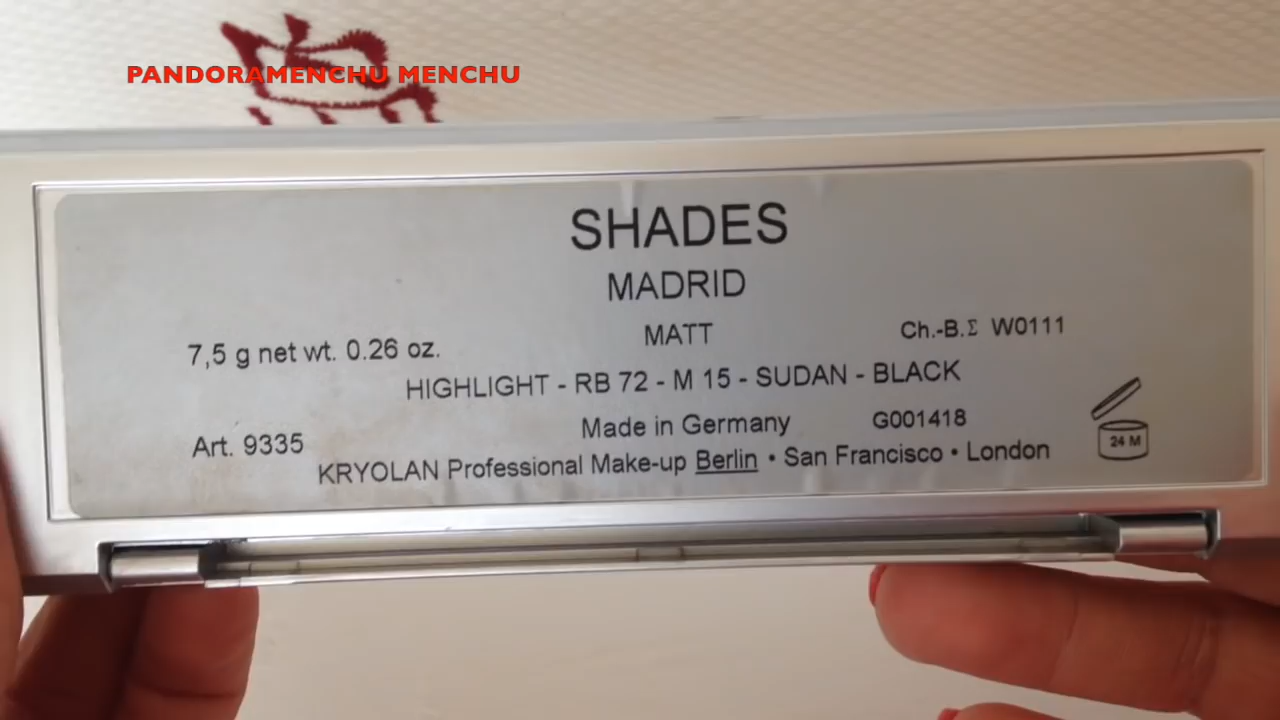 PANDORAMENCHU MENCHU
SHADES
MADRID
MATT
7,5 g net wt. 0.26 oz.
Ch.-B.Σ W0111
HIGHLIGHT - RB 72 - M 15 - SUDAN - BLACK
Art. 9335
Made in Germany
G001418
24 M
KRYOLAN Professional Make-up Berlin • San Francisco • London